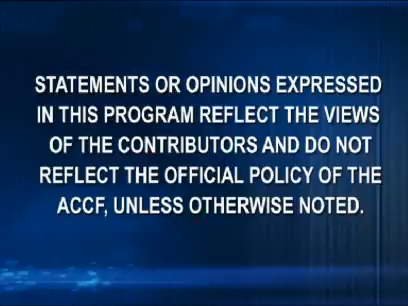 STATEMENTS OR OPINIONS EXPRESSED
IN THIS PROGRAM REFLECT THE VIEWS
OF THE CONTRIBUTORS AND DO NOT
REFLECT THE OFFICIAL POLICY OF THE
ACCF, UNLESS OTHERWISE NOTED.